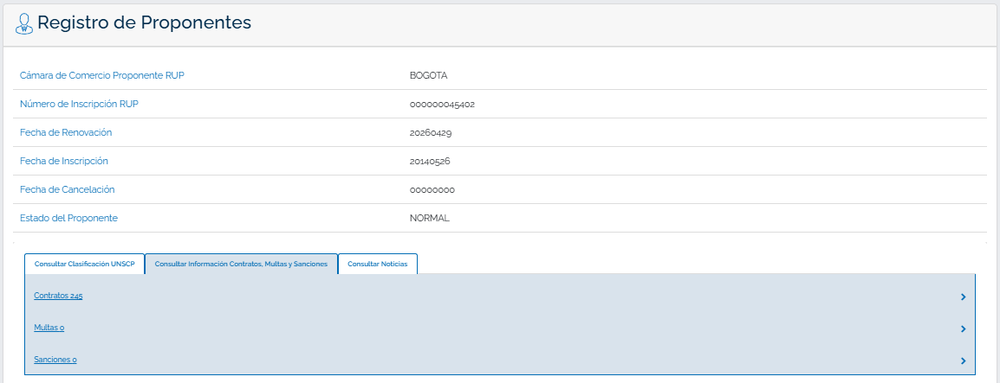 Registro de Proponentes
Cámara de Comercio Proponente RUP BOGOTA
Número de Inscripción RUP 000000045402
Fecha de Renovación 20260429
Fecha de Inscripción 20140526
Fecha de Cancelación 00000000
Estado del Proponente NORMAL
Consultar Clasificación UNSCP Consultar Información Contratos, Multas y Sanciones Consultar Noticias
Contratos 245
Multas 0
Sanciones 0